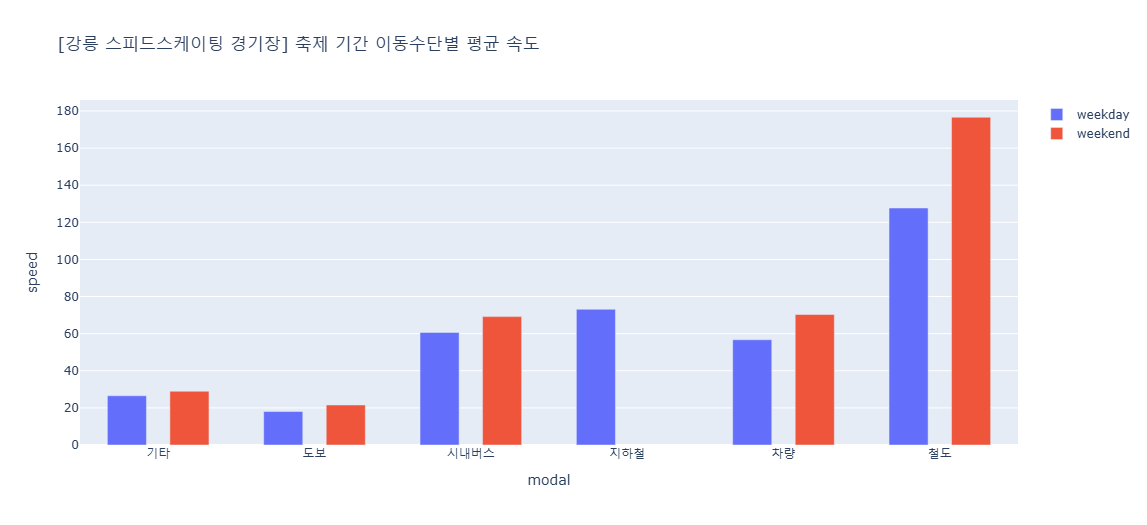 [강릉 스피드스케이팅 경기장] 축제 기간 이동수단별 평균 속도
weekday
weekend
180
160
140
120
100
80
60
40
20
0
speed
기타 도보 시내버스 지하철 차량 철도
modal